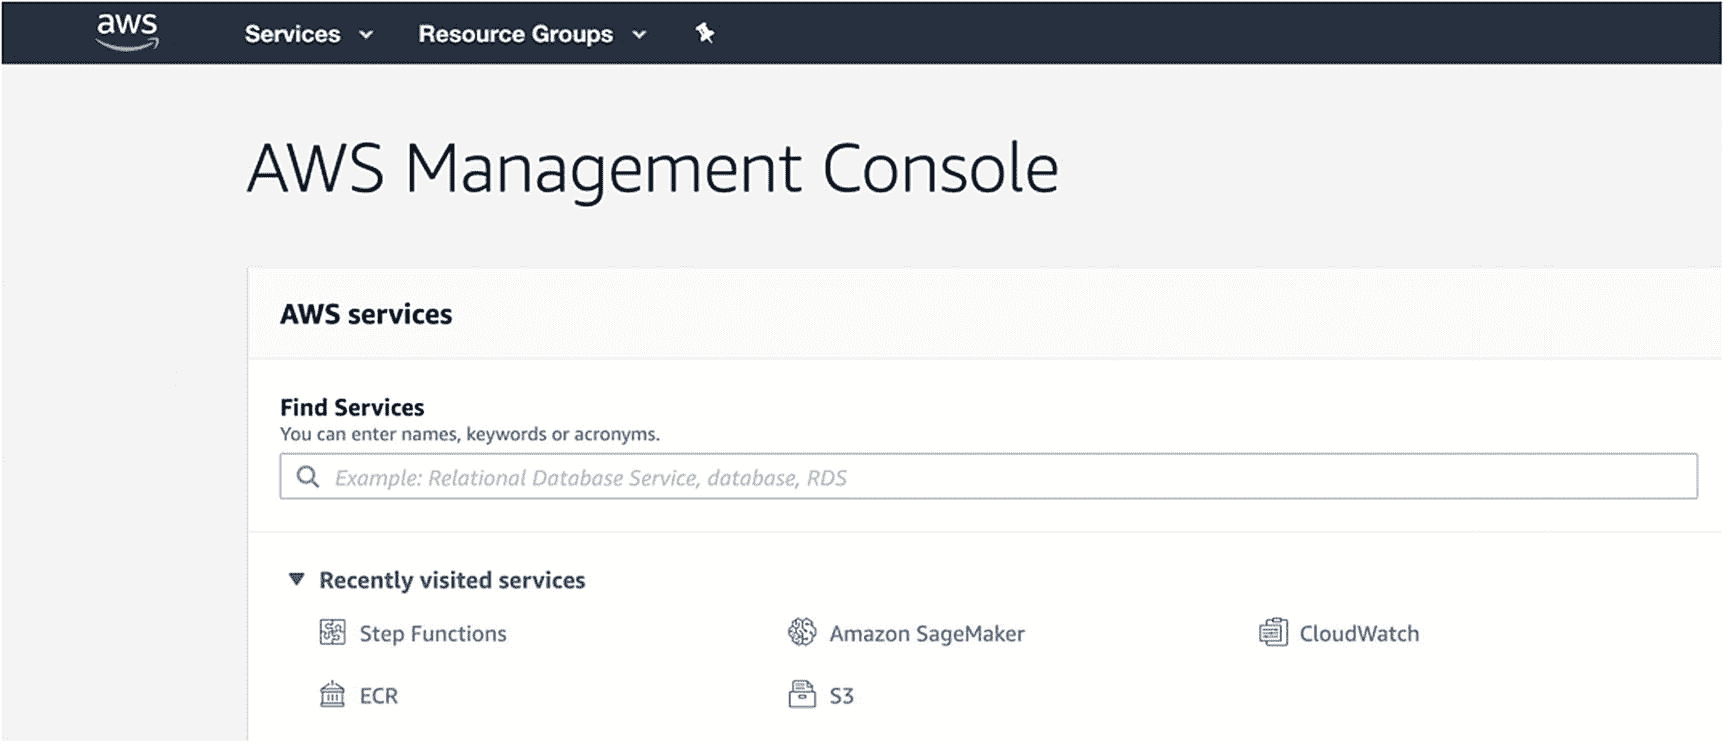 aws Services Resource Groups
AWS Management Console
AWS services
Find Services
You can enter names, keywords or acronyms.
Example: Relational Database Service, database, RDS
Recently visited services
Step Functions Amazon SageMaker CloudWatch
ECR S3